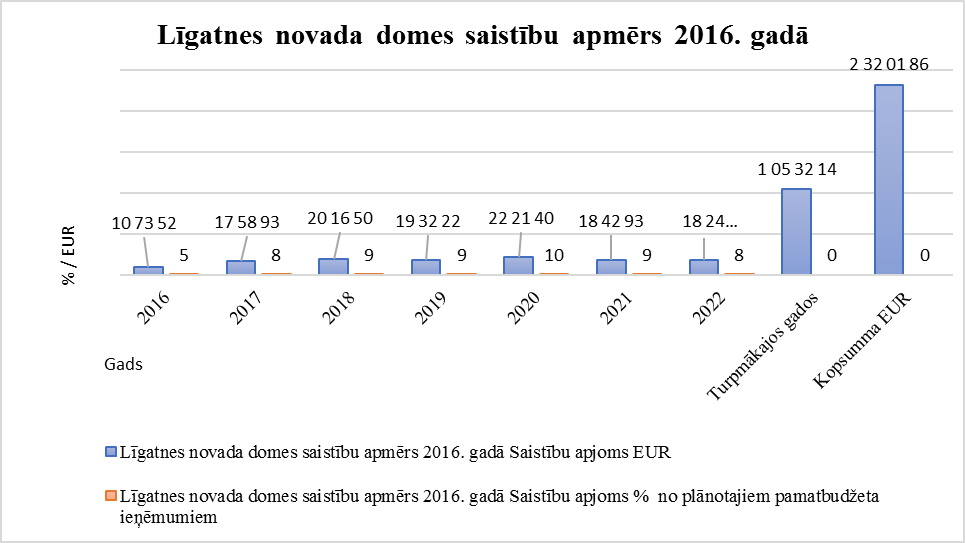 Līgatnes novada domes saistību apmērs 2016. gadā
2 32 01 86
1 05 32 14
10 73 52
17 58 93
20 16 50
19 32 22
22 21 40
18 42 93
18 24...
5
8
9
9
10
9
8
0
0
% / EUR
2016
2017
2018
2019
2020
2021
2022
Turpmākajos gados
Kopsumma EUR
Gads
Līgatnes novada domes saistību apmērs 2016. gadā Saistību apjoms EUR
Līgatnes novada domes saistību apmērs 2016. gadā Saistību apjoms % no plānotajiem pamatbudžeta
ieņēmumiem